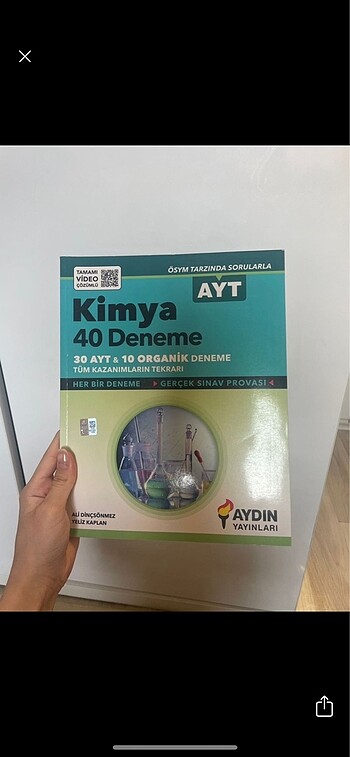 TAMAMI
VİDEO
ÇÖZÜMLÜ
ÖSYM TARZINDA SORULARLA
AYT
Kimya
40 Deneme
30 AYT & 10 ORGANİK DENEME
TÜM KAZANIMLARIN TEKRARI
HER BİR DENEME
GERÇEK SINAV PROVASI
ALİ DİNÇSÖNMEZ
YELİZ KAPLAN
AYDIN
YAYINLARI